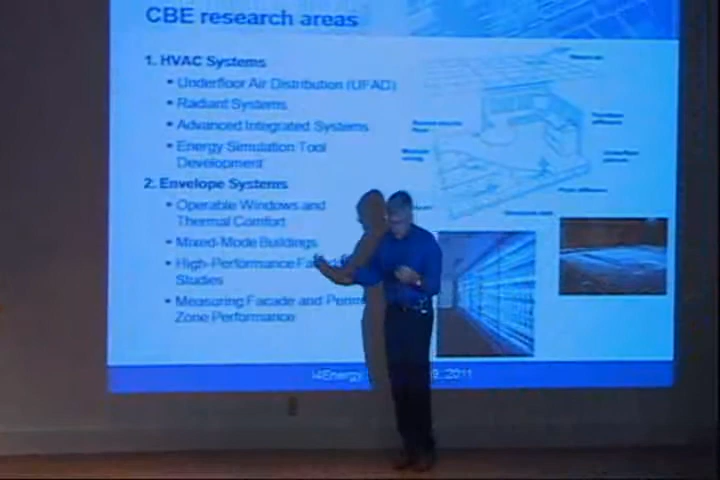 CBE research areas
1. HVAC Systems
• Underfloor Air Distribution (UFAD)
• Radiant Systems
• Advanced Integrated Systems
• Energy Simulation Tool
Development
2. Envelope Systems
• Operable Windows and
Thermal Comfort
• Mixed-Mode Buildings
• High-Performance
Studies
• Measuring Facade and
Zone Performance
i4Energy 2011